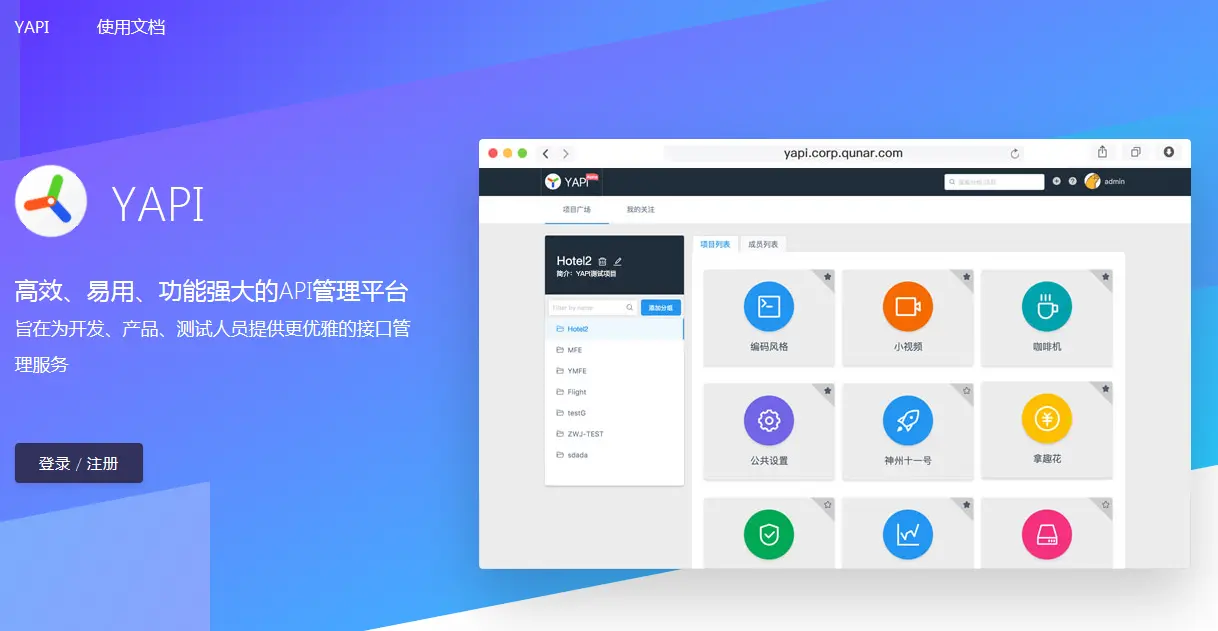 YAPI 使用文档
YAPI
高效、易用、功能强大的API管理平台
旨在为开发、产品、测试人员提供更优雅的接口管
理服务
登录 / 注册
yapi.corp.qunar.com
YAPI
admin
项目广场 我的关注
Hotel2
简介：YAPI测试项目
Filter by name 添加分组
Hotel2
MFE
YMFE
Flight
testG
ZWJ-TEST
sdada
项目列表 成员列表
编码风格 小视频 咖啡机
公共设置 神州十一号 拿趣花